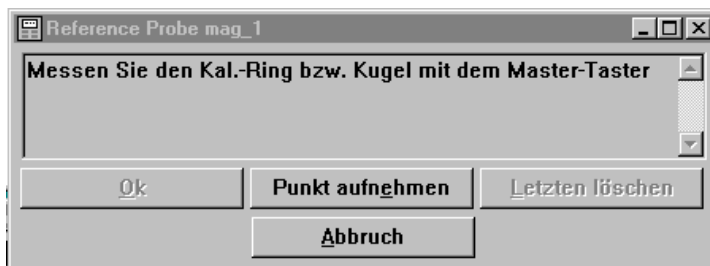 Reference Probe mag_1
Messen Sie den Kal.-Ring bzw. Kugel mit dem Master-Taster
Ok
Punkt aufnehmen
Letzten löschen
Abbruch